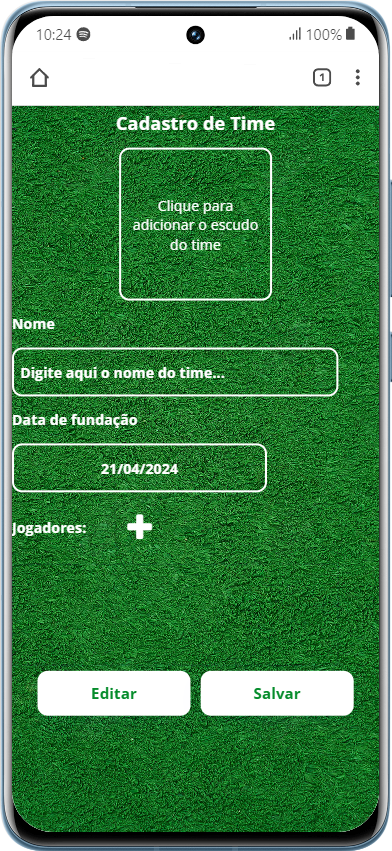 10:24 100%
1
Cadastro de Time
Clique para
adicionar o escudo
do time
Nome
Digite aqui o nome do time...
Data de fundação
21/04/2024
Jogadores:
Editar Salvar